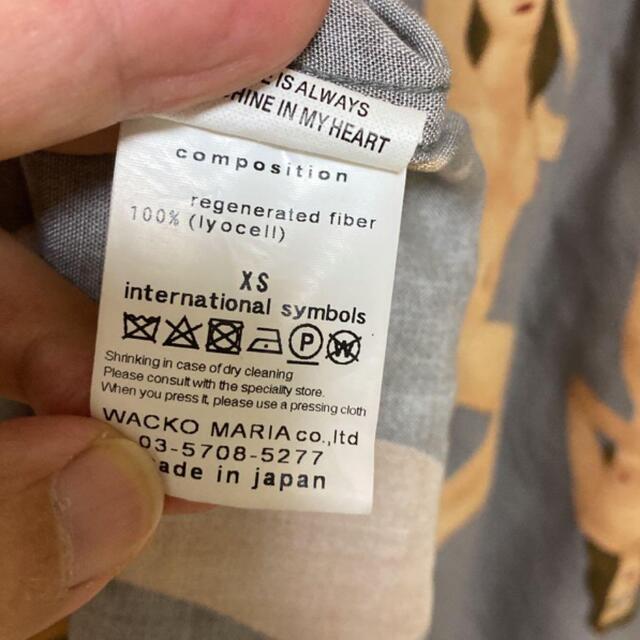 IS ALWAYS
HINE IN MY HEART
composition
regenerated fiber
100% (lyocell)
XS
international symbols
P W
Shrinking in case of dry cleaning
Please consult with the speciality store.
When you press it, please use a pressing cloth
WACKO MARIA co.,ltd
03-5708-5277
ade in japan